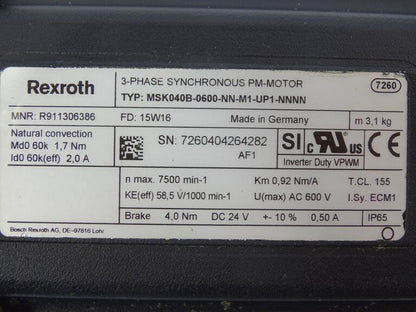 Rexroth
3-PHASE SYNCHRONOUS PM-MOTOR
7260
TYP: MSK040B-0600-NN-M1-UP1-NNNN
MNR: R911306386 FD: 15W16 Made in Germany m 3,1 kg
Natural convection
Md0 60k 1,7 Nm
Id0 60k(eff) 2,0 A
SN: 7260404264282
AF1
SI c UR US CE
Inverter Duty VPWM
n max. 7500 min-1 Km 0,92 Nm/A T.CL. 155
KE(eff) 58,5 V/1000 min-1 U(max) AC 600 V I.Sy. ECM1
Brake 4,0 Nm DC 24 V +- 10 % 0,50 A IP65
Bosch Rexroth AG, DE-97816 Lohr